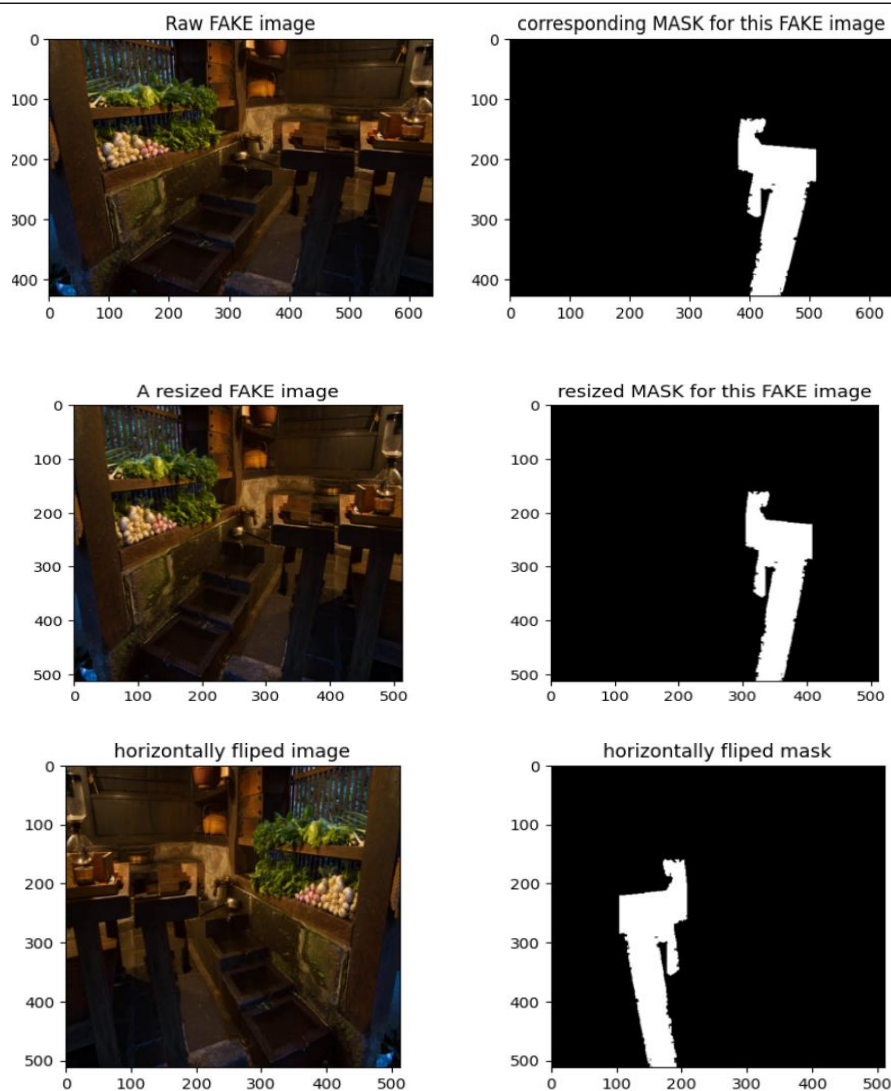 Raw FAKE image
corresponding MASK for this FAKE image
0
100
200
300
400
0 100 200 300 400 500 600
0
100
200
300
400
0 100 200 300 400 500 600
A resized FAKE image
resized MASK for this FAKE image
0
100
200
300
400
500
0 100 200 300 400 500
0
100
200
300
400
500
0 100 200 300 400 500
horizontally fliped image
horizontally fliped mask
0
100
200
300
400
500
0 100 200 300 400 500
0
100
200
300
400
500
0 100 200 300 400 500